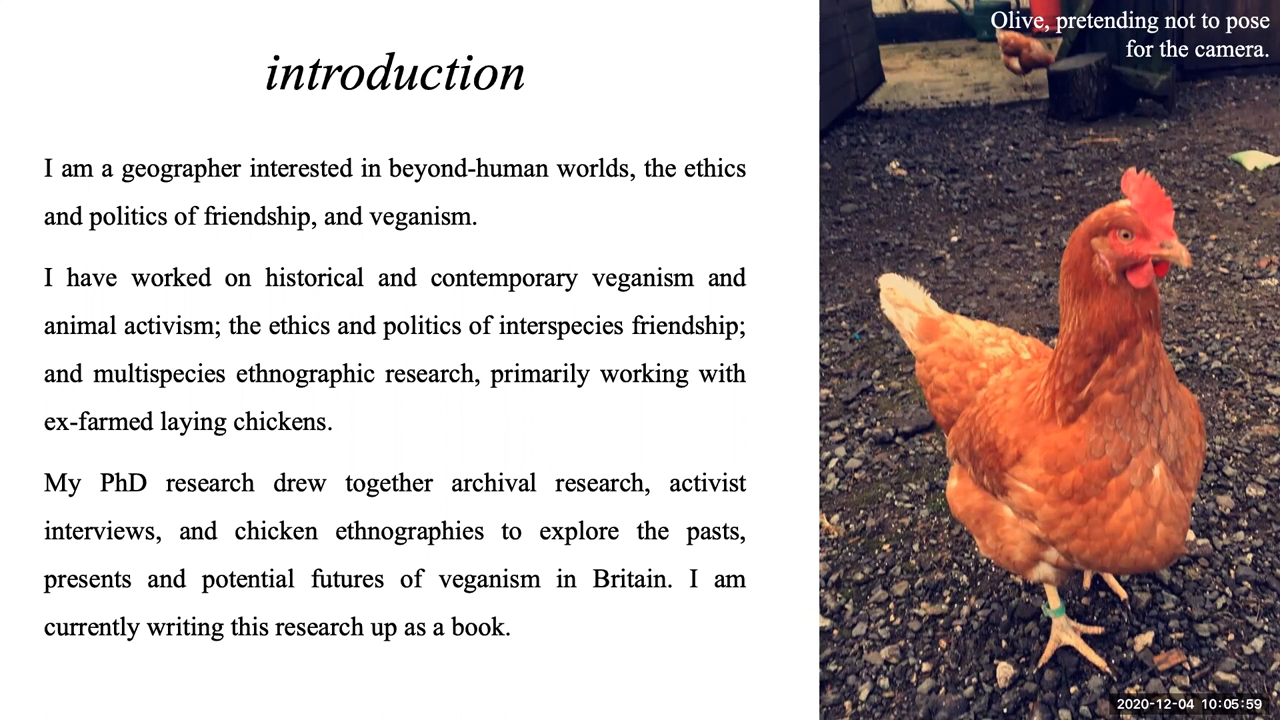 introduction
I am a geographer interested in beyond-human worlds, the ethics
and politics of friendship, and veganism.
I have worked on historical and contemporary veganism and
animal activism; the ethics and politics of interspecies friendship;
and multispecies ethnographic research, primarily working with
ex-farmed laying chickens.
My PhD research drew together archival research, activist
interviews, and chicken ethnographies to explore the pasts,
presents and potential futures of veganism in Britain. I am
currently writing this research up as a book.
Olive, pretending not to pose
for the camera.
2020-12-04 10:05:59